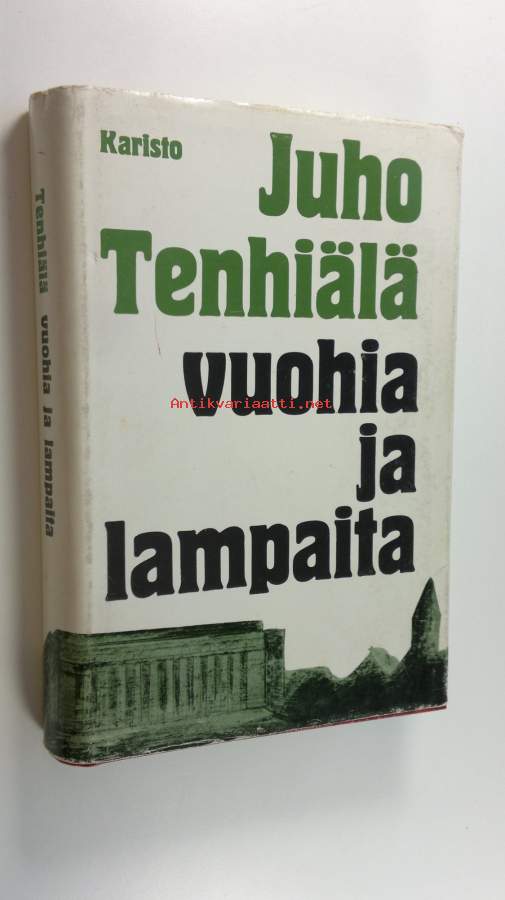 Karisto
Juho
Tenhiälä
vuohia
ja
lampaita
Antikvariaatti.net
Tenhiälä vuohia ja lampaita